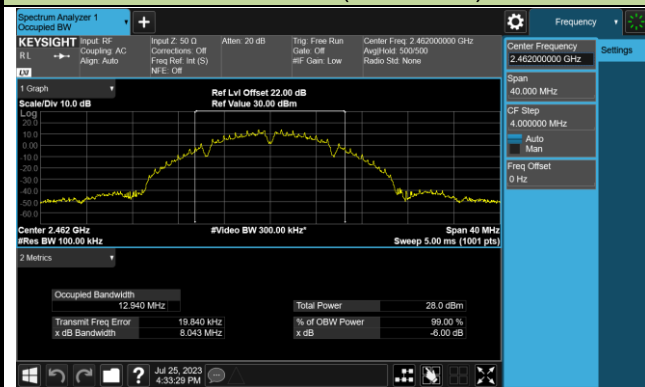 Spectrum Analyzer 1
Occupied BW
Frequency
KEYSIGHT
R L
LXI
Input: RF
Coupling: AC
Align: Auto
Input Z: 50 Ω
Corrections: Off
Freq Ref: Int (S)
NFE: Off
Atten: 20 dB
Trig: Free Run
Gate: Off
#IF Gain: Low
Center Freq: 2.462000000 GHz
Avg|Hold: 500/500
Radio Std: None
Center Frequency
2.462000000 GHz
Settings
Span
40.000 MHz
CF Step
4.000000 MHz
Auto
Man
Freq Offset
0 Hz
1 Graph
Scale/Div 10.0 dB
Ref Lvl Offset 22.00 dB
Ref Value 30.00 dBm
Log
20.0
10.0
0.00
-10.0
-20.0
-30.0
-40.0
-50.0
-60.0
Center 2.462 GHz
#Res BW 100.00 kHz
#Video BW 300.00 kHz*
Span 40 MHz
Sweep 5.00 ms (1001 pts)
2 Metrics
Occupied Bandwidth
12.940 MHz
Total Power 28.0 dBm
Transmit Freq Error 19.840 kHz
% of OBW Power 99.00 %
x dB Bandwidth 8.043 MHz
x dB -6.00 dB
Jul 25, 2023
4:33:29 PM